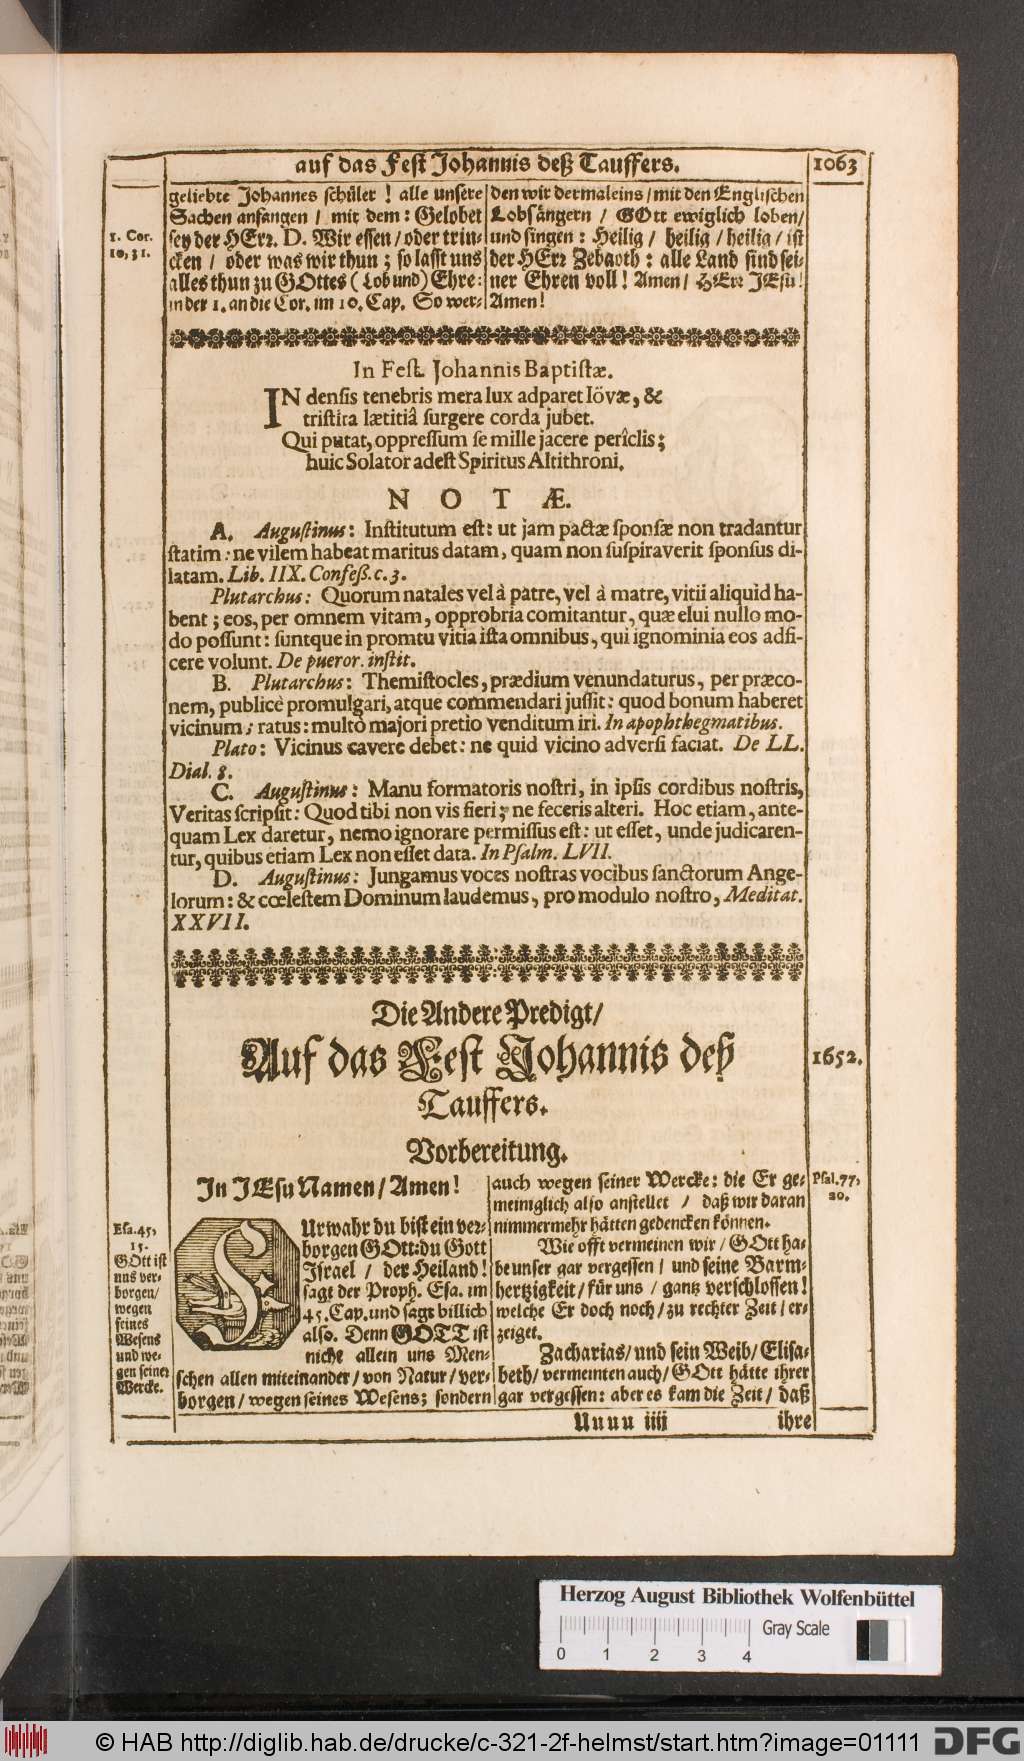 auf das Fest Johannis deß Tauffers.
1063
geliebte Johannes schüler! alle unsere
Sachen anfangen / mit dem: Gelobet
sey der HErr. D. Wir essen / oder trin-
cken / oder was wir thun; so lasst uns
alles thun zu GOttes (Lob und) Ehre:
in der 1. an die Cor. im 10. Cap. So wer-
1. Cor.
10, 31.
den wir dermaleins / mit den Englischen
Lobsängern / GOtt ewiglich loben/
und singen: Heilig / heilig / heilig / ist
der HErr Zebaoth: alle Land sind sei-
ner Ehren voll! Amen / HErr JEsu!
Amen!
In Fest. Johannis Baptistæ.
IN densis tenebris mera lux adparet Iövæ, &
tristira lætitiâ surgere corda jubet.
Qui putat, oppressum se mille jacere perîclis;
huic Solator adest Spiritus Altithroni.
NOTÆ.
A. Augustinus: Institutum est: ut jam pactæ sponsæ non tradantur
statim: ne vilem habeat maritus datam, quam non suspiraverit sponsus di-
latam. Lib. IIX. Confeß. c. 3.
Plutarchus: Quorum natales vel à patre, vel à matre, vitii aliquid ha-
bent; eos, per omnem vitam, opprobria comitantur, quæ elui nullo mo-
do possunt: suntque in promtu vitia ista omnibus, qui ignominia eos adfi-
cere volunt. De pueror. instit.
B. Plutarchus: Themistocles, prædium venundaturus, per præco-
nem, publicè promulgari, atque commendari jussit: quod bonum haberet
vicinum; ratus: multò majori pretio venditum iri. In apophthegmatibus.
Plato: Vicinus cavere debet: ne quid vicino adversi faciat. De LL.
Dial. 8.
C. Augustinus: Manu formatoris nostri, in ipsis cordibus nostris,
Veritas scripsit: Quod tibi non vis fieri; ne feceris alteri. Hoc etiam, ante-
quam Lex daretur, nemo ignorare permissus est: ut esset, unde judicaren-
tur, quibus etiam Lex non esset data. In Psalm. LVII.
D. Augustinus: Jungamus voces nostras vocibus sanctorum Ange-
lorum: & cœlestem Dominum laudemus, pro modulo nostro, Meditat.
XXVII.
Die Andere Predigt/
Auf das Fest Johannis deß
Tauffers.
1652.
Vorbereitung.
In JEsu Namen / Amen!
FUrwahr du bist ein ver-
borgen GOtt: du Gott
Israel / der Heiland!
sagt der Proph. Esa. im
45. Cap. und sagt billich
also. Denn GOTT ist
nicht allein uns Men-
schen allen miteinander / von Natur / ver-
borgen / wegen seines Wesens; sondern
Esa. 45,
15.
GOtt ist
uns ver-
borgen/
wegen
seines
Wesens
und we-
gen seiner
Wercke.
auch wegen seiner Wercke: die Er ge-
meiniglich also anstellet / daß wir daran
nimmermehr hätten gedencken können.
Wie offt vermeinen wir / GOtt ha-
be unser gar vergessen / und seine Barm-
hertzigkeit / für uns / gantz verschlossen!
welche Er doch noch / zu rechter Zeit / er-
zeiget.
Zacharias / und sein Weib / Elisa-
beth / vermeinten auch / GOtt hätte ihrer
gar vergessen: aber es kam die Zeit / daß
Psal. 77,
20.
Uuuu iiii
ihre
Herzog August Bibliothek Wolfenbüttel
Gray Scale
0 1 2 3 4
© HAB http://diglib.hab.de/drucke/c-321-2f-helmst/start.htm?image=01111
DFG